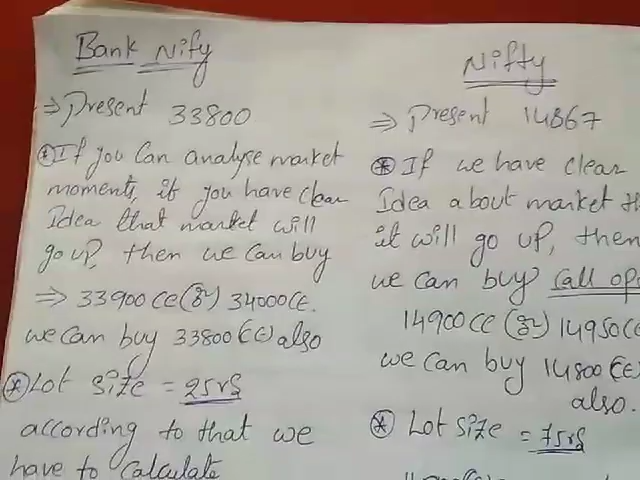 Bank Nify
⇒ Present 33800
* If you can analyse market
moments, if you have clear
Idea that market will
go up, then we can buy
⇒ 33900 CE (or) 34000 CE.
we can buy 33800 CE also
* Lot size = 25 rs
according to that we
have to calculate
Nifty
⇒ Present 14867
* If we have clear
Idea about market th
it will go up, then
we can buy call op
14900 CE (or) 14950 CE
we can buy 14800 CE
also.
* Lot size = 75 rs